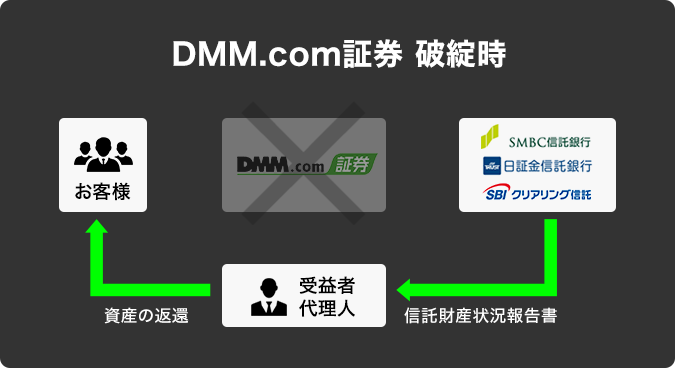 DMM.com証券 破綻時
お客様
DMM.com 証券
SMBC信託銀行
JSF TRUST 日証金信託銀行
SBI クリアリング信託
受益者
代理人
資産の返還
信託財産状況報告書